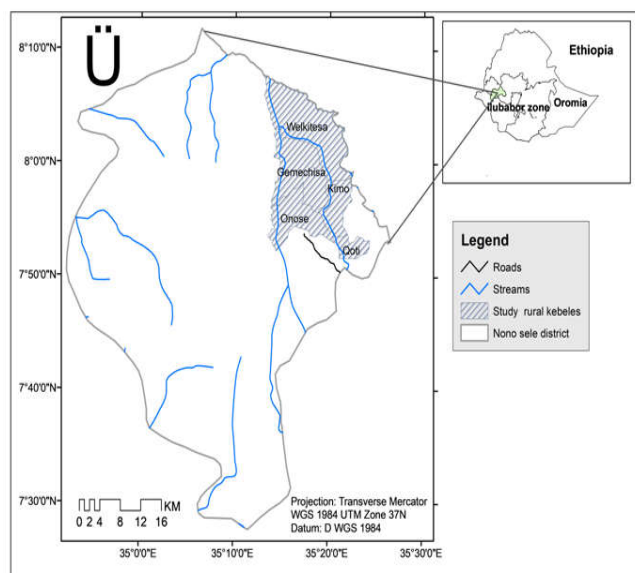 8°10'0"N
8°00'0"N
7°50'0"N
7°40'0"N
7°30'0"N
Ü
Welkitesa
Gemechisa
Kimo
Onose
Qoti
KM
0 2 4 8 12 16
Projection: Transverse Mercator
WGS 1984 UTM Zone 37N
Datum: D WGS 1984
35°0'0"E 35°10'0"E 35°20'0"E 35°30'0"E
Ethiopia
Oromia
Ilubabor zone
Legend
Roads
Streams
Study rural kebeles
Nono sele district